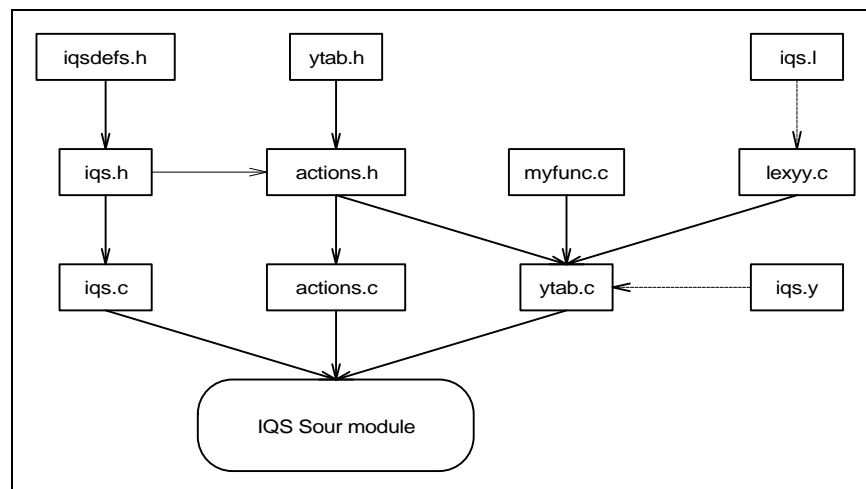 iqsdefs.h
ytab.h
iqs.l
iqs.h
actions.h
myfunc.c
lexyy.c
iqs.c
actions.c
ytab.c
iqs.y
IQS Sour module